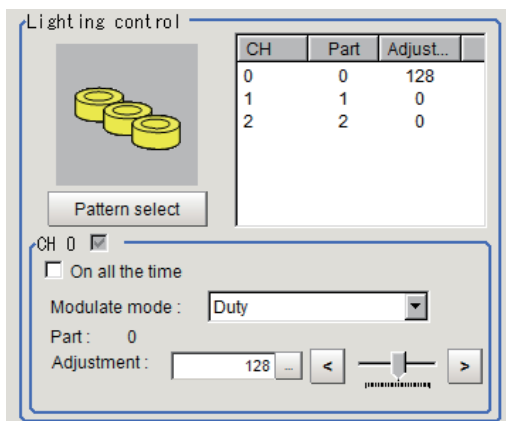 Lighting control
CH Part Adjust...
0 0 128
1 1 0
2 2 0
Pattern select
CH 0
On all the time
Modulate mode : Duty
Part : 0
Adjustment : 128 ... < >